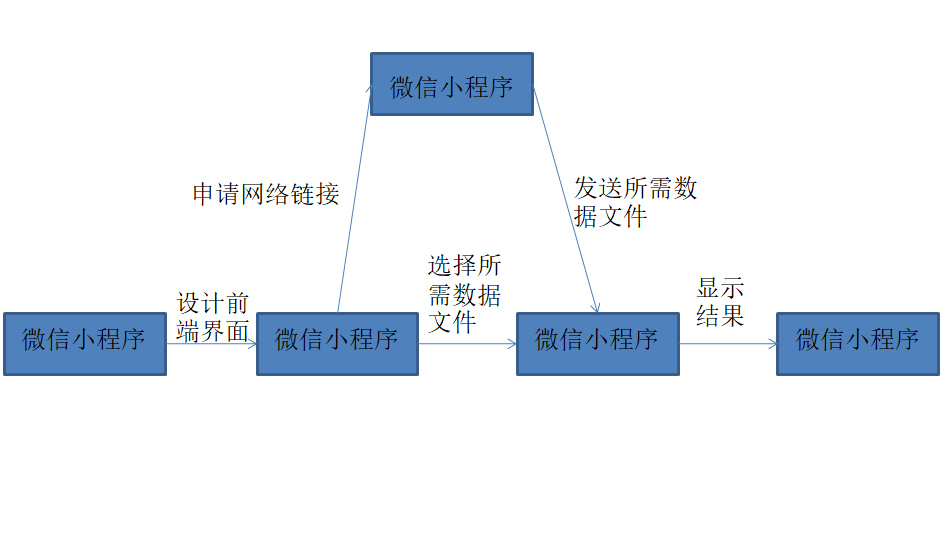 微信小程序
申请网络链接
发送所需数
据文件
选择所
需数据
文件
显示
结果
设计前
端界面
微信小程序
微信小程序
微信小程序
微信小程序